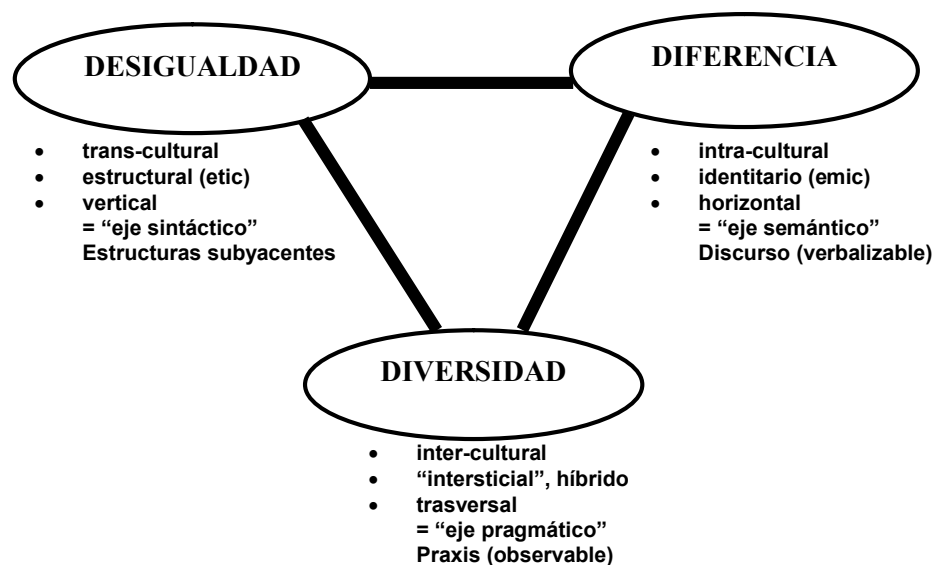 DESIGUALDAD
• trans-cultural
• estructural (etic)
• vertical
= “eje sintáctico”
Estructuras subyacentes
DIFERENCIA
• intra-cultural
• identitario (emic)
• horizontal
= “eje semántico”
Discurso (verbalizable)
DIVERSIDAD
• inter-cultural
• “intersticial”, híbrido
• trasversal
= “eje pragmático”
Praxis (observable)